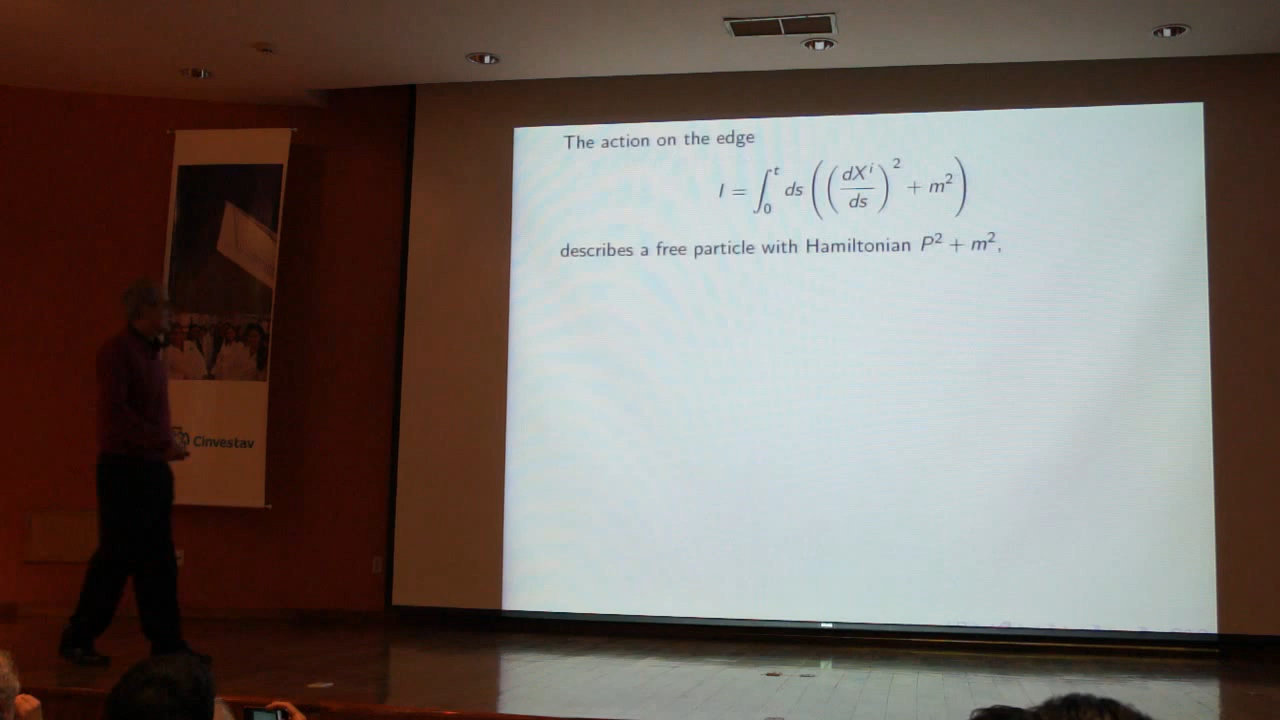 The action on the edge
I = ∫₀ᵗ ds ((dXⁱ/ds)² + m²)
describes a free particle with Hamiltonian P² + m²,
Cinvestav